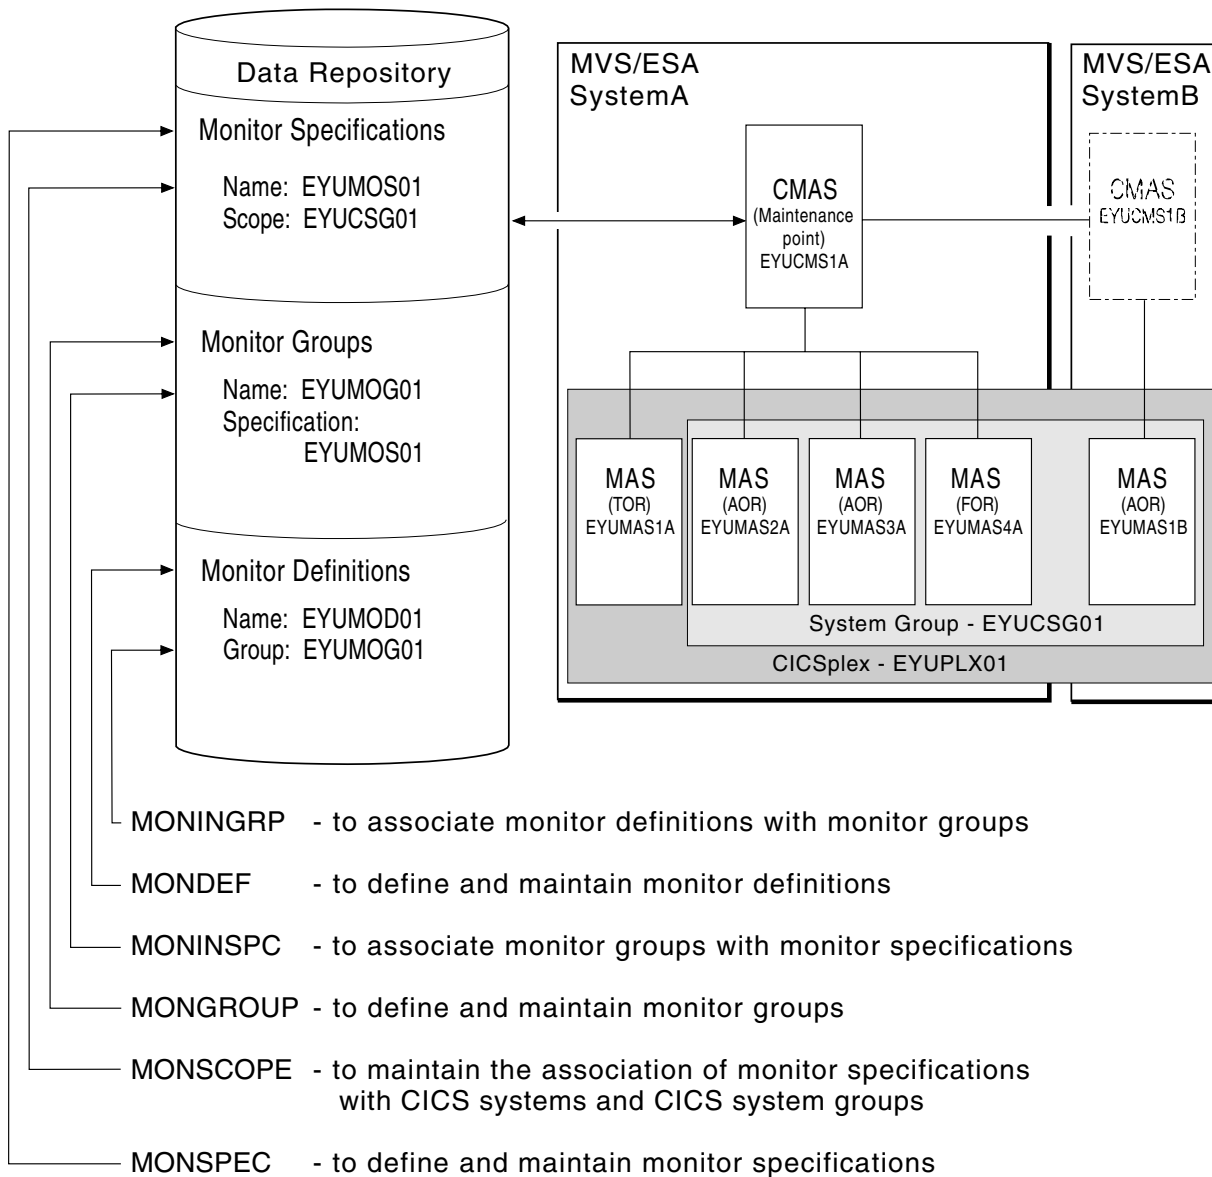 Data Repository
Monitor Specifications
Name: EYUMOS01
Scope: EYUCSG01
Monitor Groups
Name: EYUMOG01
Specification:
EYUMOS01
Monitor Definitions
Name: EYUMOD01
Group: EYUMOG01
MVS/ESA
SystemA
CMAS
(Maintenance
point)
EYUCMS1A
MVS/ESA
SystemB
CMAS
EYUCMS1B
MAS
(TOR)
EYUMAS1A
MAS
(AOR)
EYUMAS2A
MAS
(AOR)
EYUMAS3A
MAS
(FOR)
EYUMAS4A
MAS
(AOR)
EYUMAS1B
System Group - EYUCSG01
CICSplex - EYUPLX01
MONINGRP - to associate monitor definitions with monitor groups
MONDEF - to define and maintain monitor definitions
MONINSPC - to associate monitor groups with monitor specifications
MONGROUP - to define and maintain monitor groups
MONSCOPE - to maintain the association of monitor specifications
with CICS systems and CICS system groups
MONSPEC - to define and maintain monitor specifications